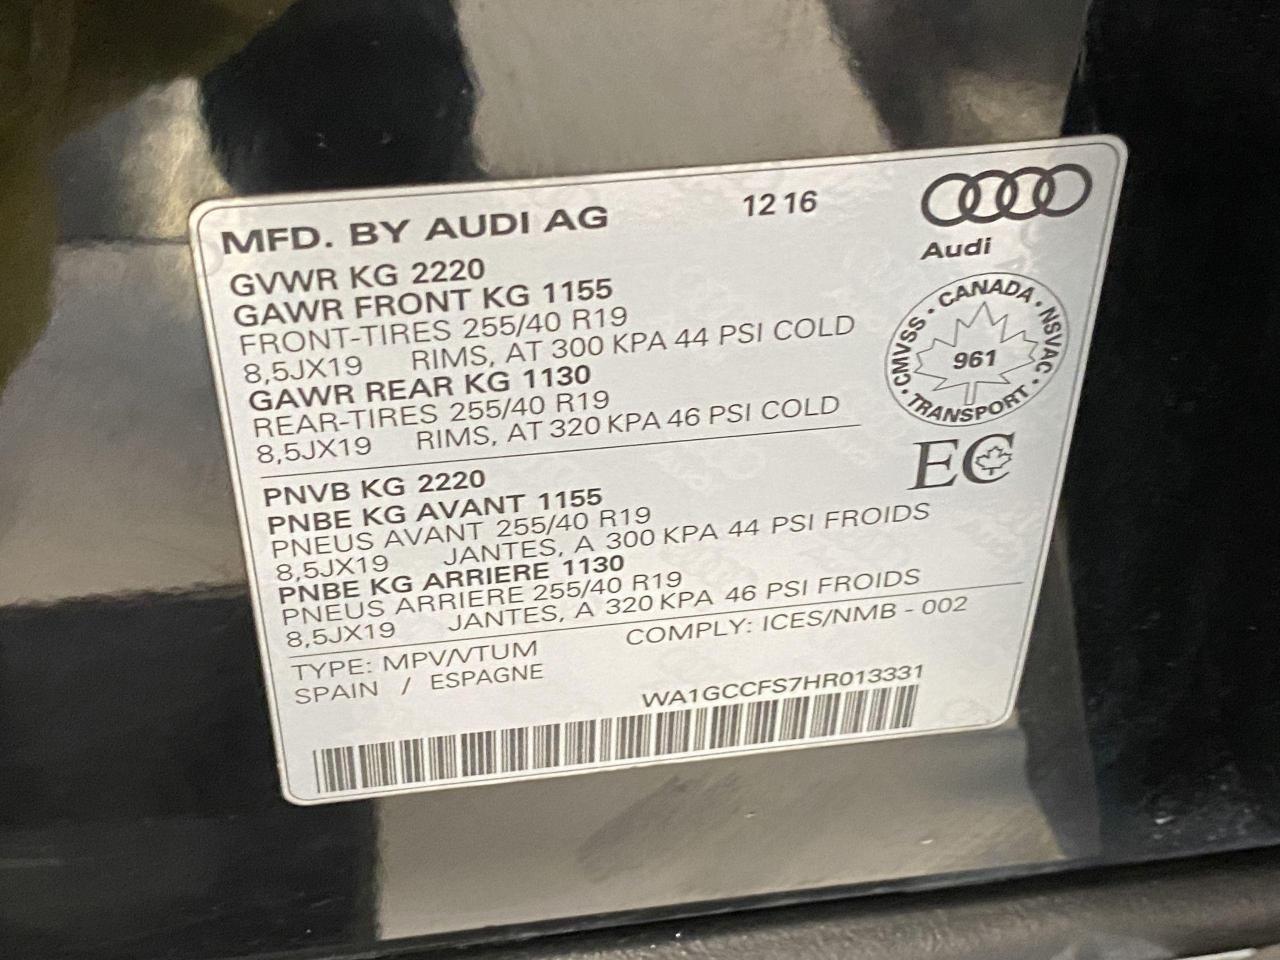 MFD. BY AUDI AG 12 16
Audi
GVWR KG 2220
GAWR FRONT KG 1155
FRONT-TIRES 255/40 R19
8,5JX19 RIMS, AT 300 KPA 44 PSI COLD
GAWR REAR KG 1130
REAR-TIRES 255/40 R19
8,5JX19 RIMS, AT 320 KPA 46 PSI COLD
· CANADA · NSVAC · TRANSPORT · CMVSS
961
EC
PNVB KG 2220
PNBE KG AVANT 1155
PNEUS AVANT 255/40 R19
8,5JX19 JANTES, A 300 KPA 44 PSI FROIDS
PNBE KG ARRIERE 1130
PNEUS ARRIERE 255/40 R19
8,5JX19 JANTES, A 320 KPA 46 PSI FROIDS
TYPE: MPV/VTUM COMPLY: ICES/NMB - 002
SPAIN / ESPAGNE
WA1GCCFS7HR013331